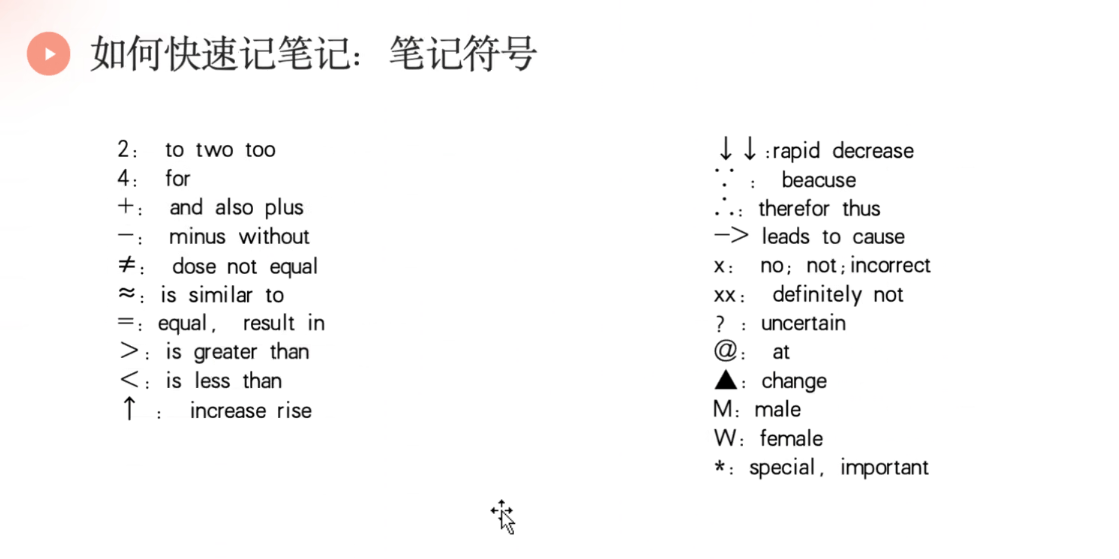 如何快速记笔记：笔记符号
2： to two too
4： for
+： and also plus
－： minus without
≠： dose not equal
≈：is similar to
=：equal， result in
>：is greater than
<：is less than
↑ ： increase rise
↓↓:rapid decrease
∵： beacuse
∴：therefor thus
—> leads to cause
x： no；not；incorrect
xx： definitely not
？：uncertain
@： at
▲：change
M：male
W：female
*：special，important